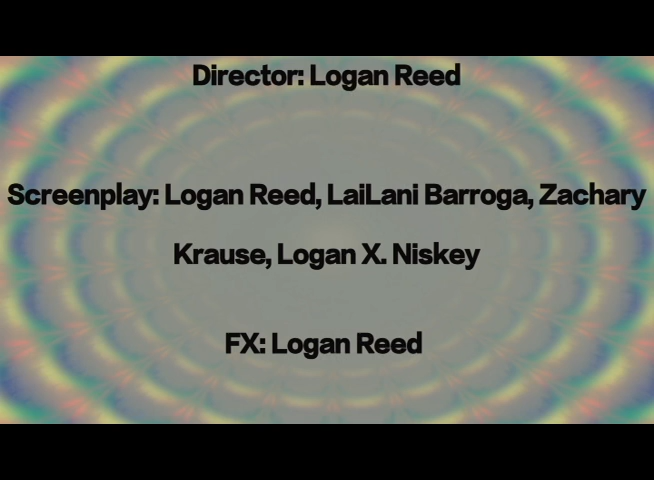 Director: Logan Reed
Screenplay: Logan Reed, LaiLani Barroga, Zachary
Krause, Logan X. Niskey
FX: Logan Reed